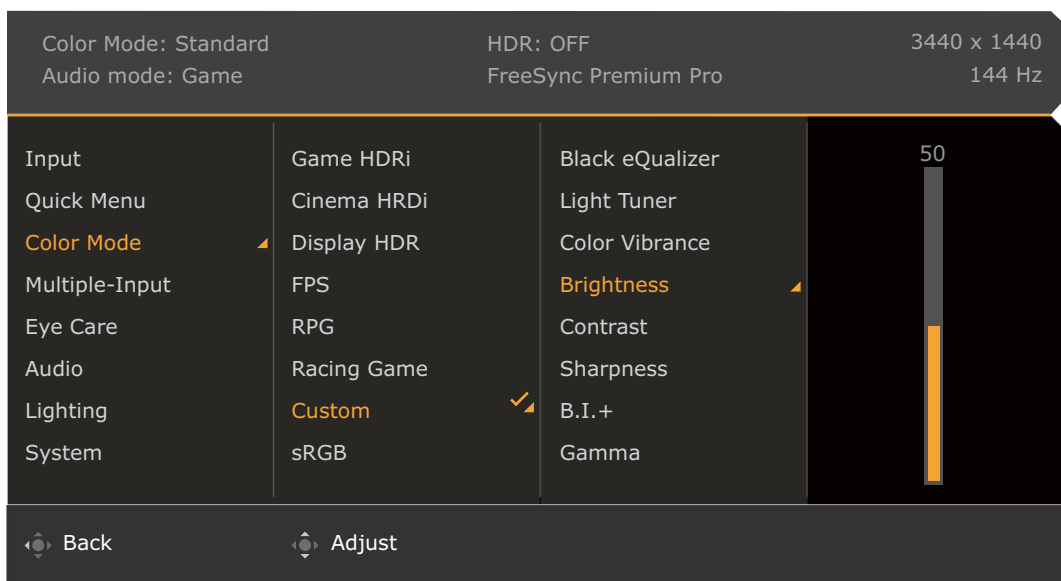 Color Mode: Standard
HDR: OFF
3440 x 1440
Audio mode: Game
FreeSync Premium Pro
144 Hz
Input
Quick Menu
Color Mode
Multiple-Input
Eye Care
Audio
Lighting
System
Game HDRi
Cinema HRDi
Display HDR
FPS
RPG
Racing Game
Custom
sRGB
Black eQualizer
Light Tuner
Color Vibrance
Brightness
Contrast
Sharpness
B.I.+
Gamma
50
Back
Adjust